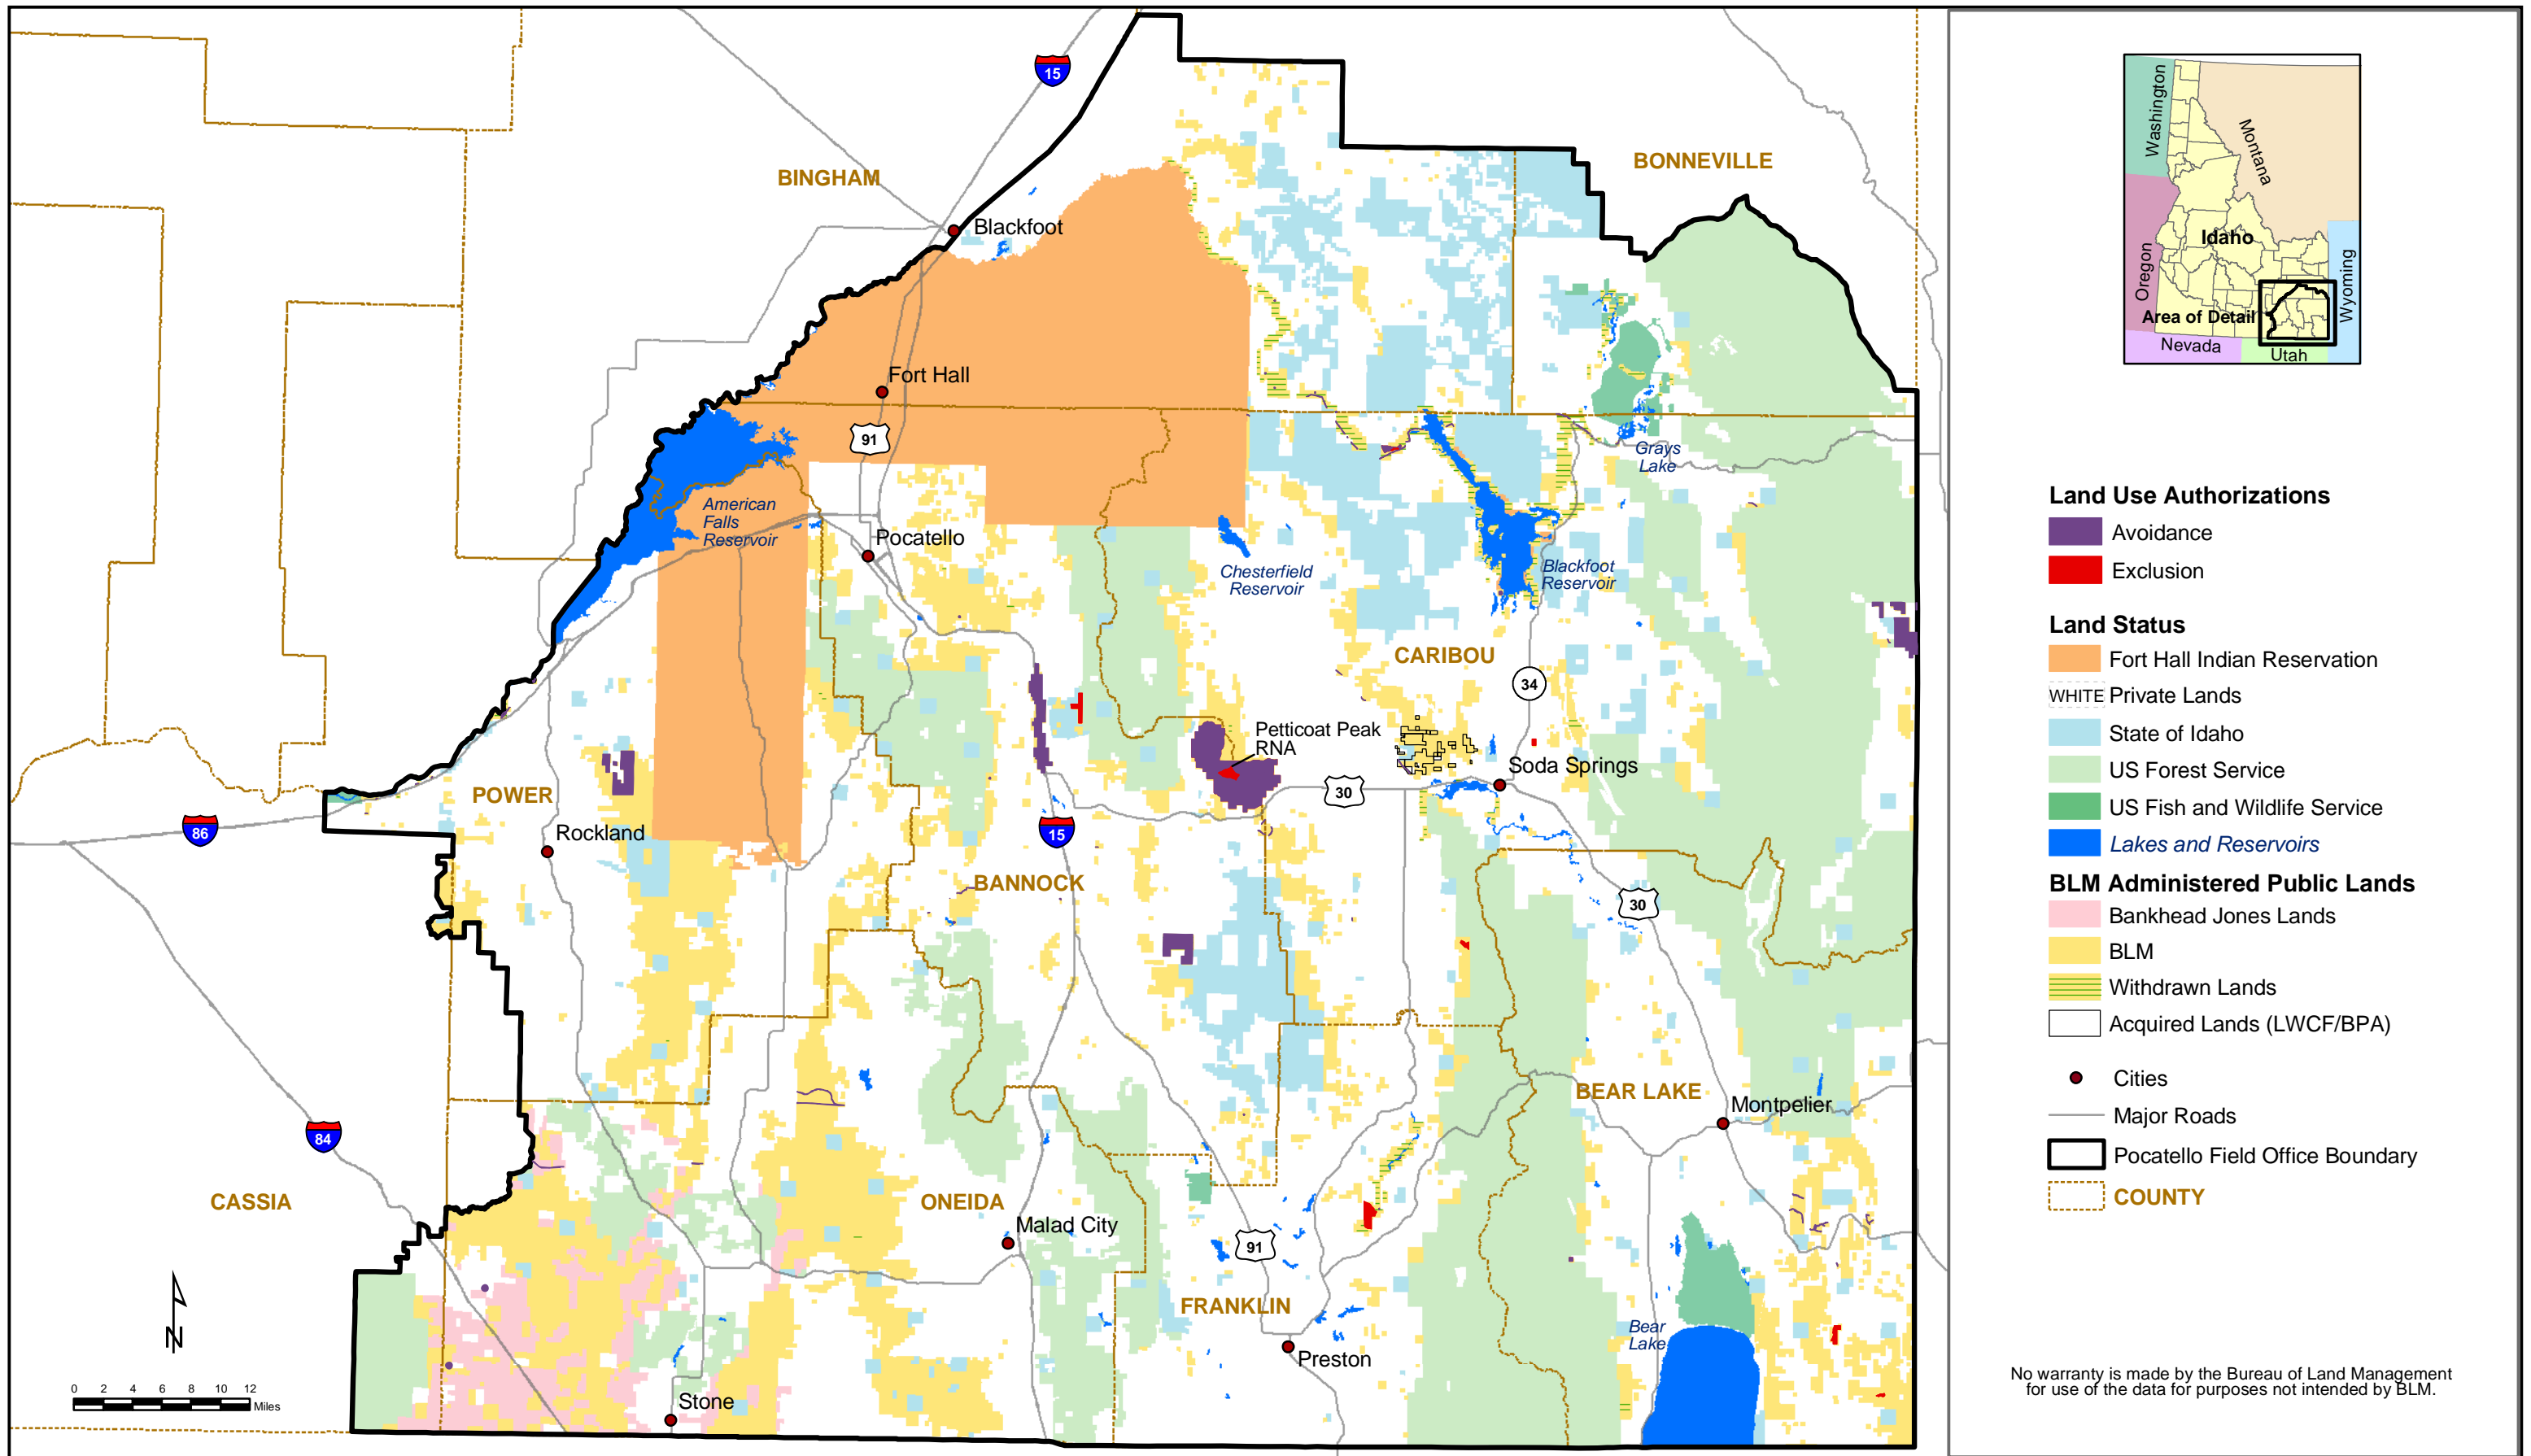 15
BINGHAM
BONNEVILLE
Blackfoot
Fort Hall
91
Grays
Lake
American
Falls
Reservoir
Pocatello
Chesterfield
Reservoir
Blackfoot
Reservoir
CARIBOU
34
Petticoat Peak
RNA
Soda Springs
30
POWER
86
Rockland
15
BANNOCK
30
84
BEAR LAKE
Montpelier
CASSIA
ONEIDA
Malad City
91
FRANKLIN
Bear
Lake
Preston
Stone
N
0 2 4 6 8 10 12
Miles
Washington
Montana
Oregon
Idaho
Wyoming
Area of Detail
Nevada
Utah
Land Use Authorizations
Avoidance
Exclusion
Land Status
Fort Hall Indian Reservation
WHITE Private Lands
State of Idaho
US Forest Service
US Fish and Wildlife Service
Lakes and Reservoirs
BLM Administered Public Lands
Bankhead Jones Lands
BLM
Withdrawn Lands
Acquired Lands (LWCF/BPA)
Cities
Major Roads
Pocatello Field Office Boundary
COUNTY
No warranty is made by the Bureau of Land Management
for use of the data for purposes not intended by BLM.